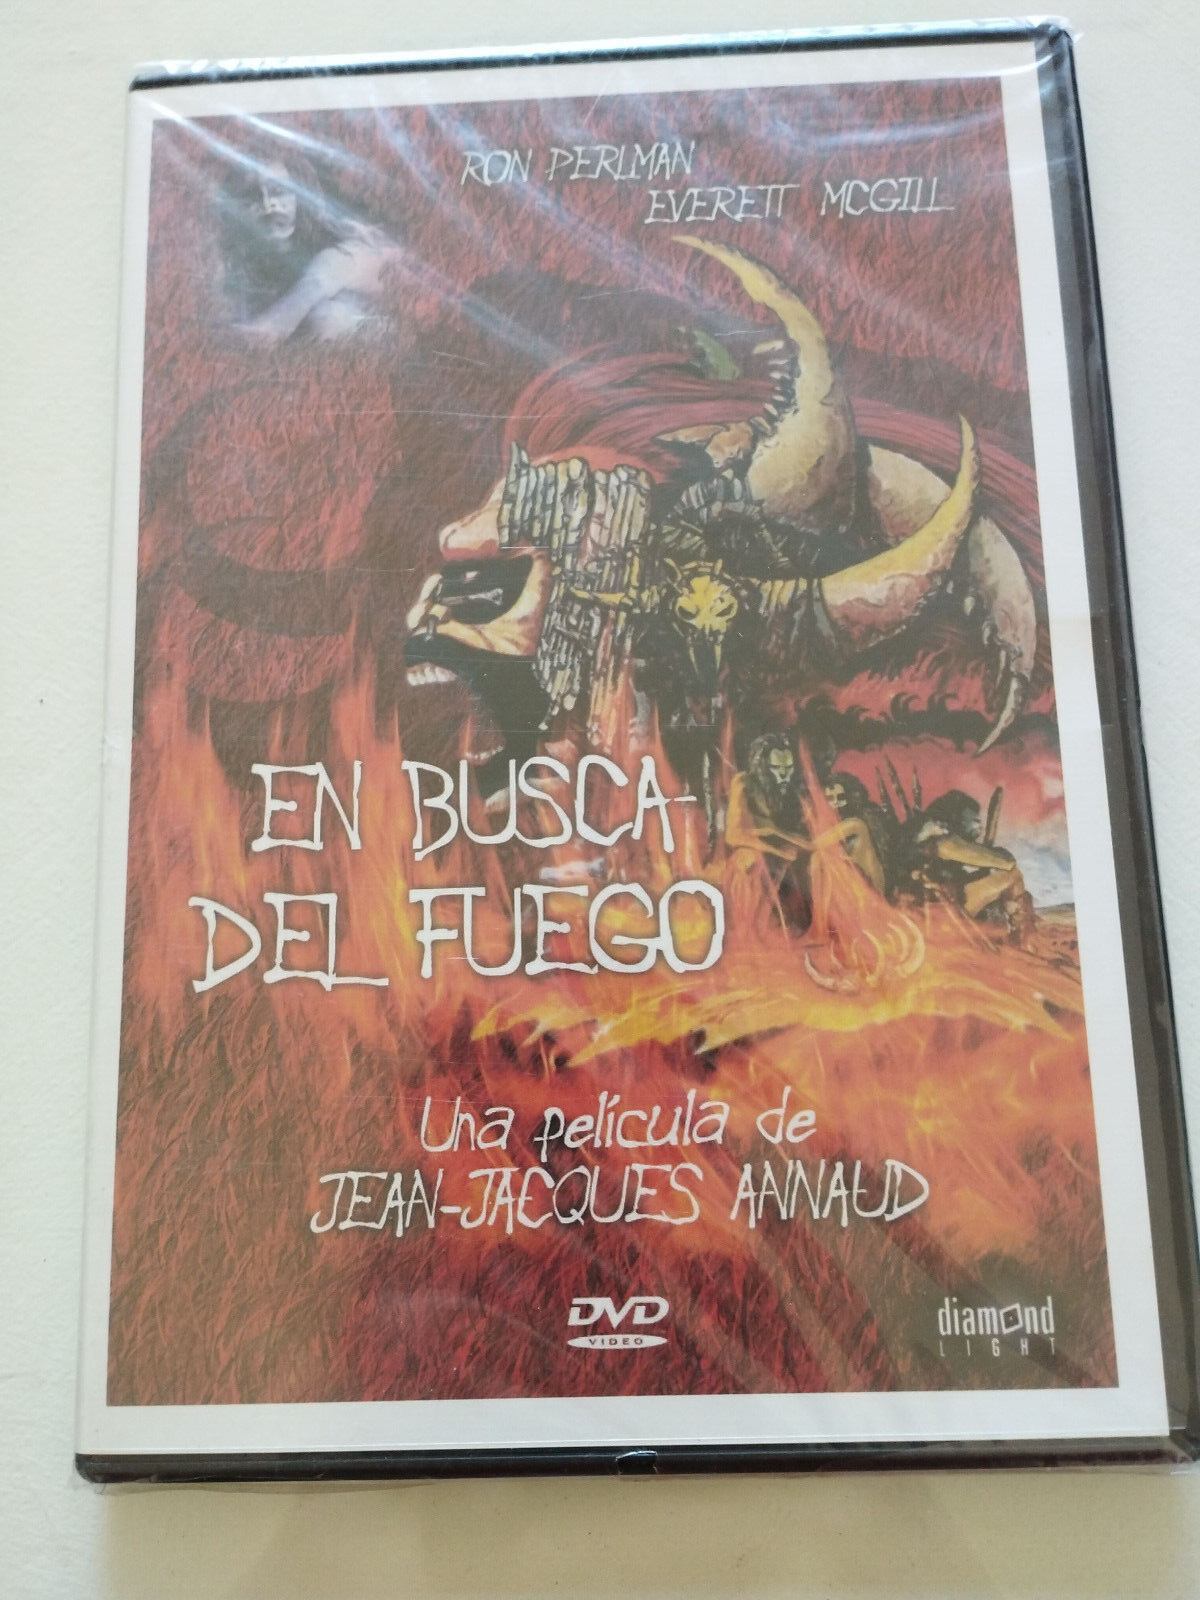 RON PERLMAN
EVERETT MCGILL
EN BUSCA
DEL FUEGO
Una película de
JEAN-JACQUES ANNAUD
DVD
VIDEO
diamond
LIGHT